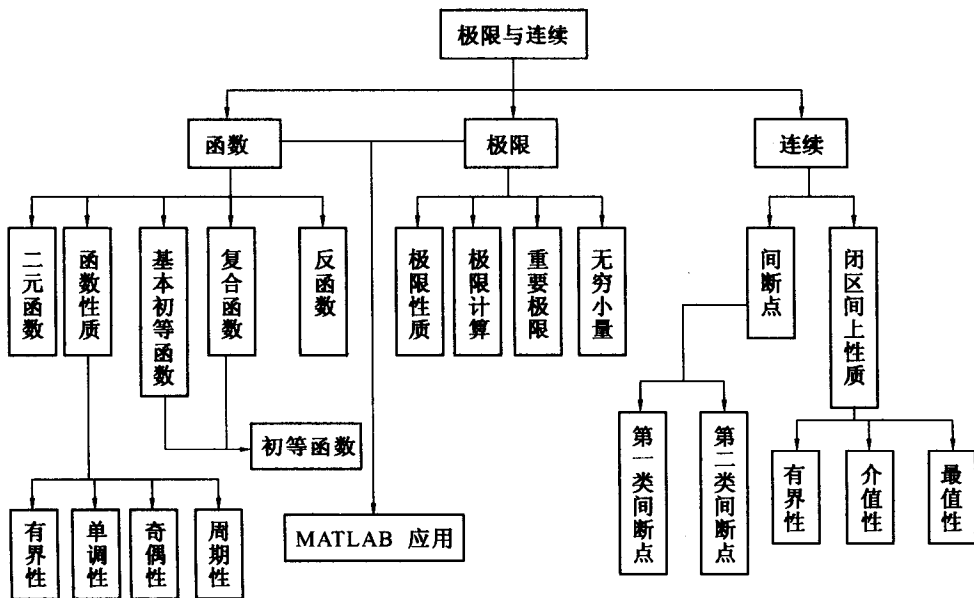 极限与连续
函数
极限
连续
二元函数
函数性质
基本初等函数
复合函数
反函数
极限性质
极限计算
重要极限
无穷小量
间断点
闭区间上性质
初等函数
第一类间断点
第二类间断点
有界性
介值性
最值性
有界性
单调性
奇偶性
周期性
MATLAB 应用